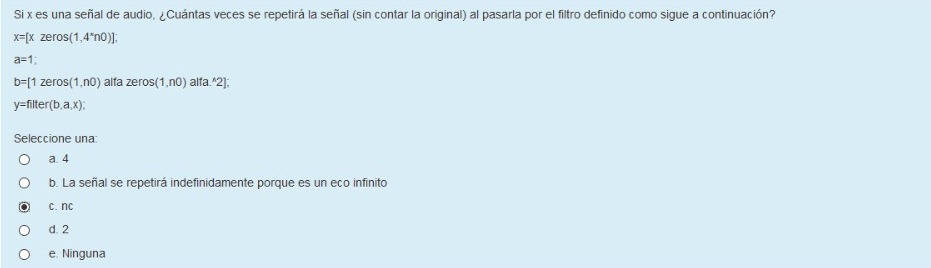 Si x es una señal de audio, ¿Cuántas veces se repetirá la señal (sin contar la original) al pasarla por el filtro definido como sigue a continuación?
x=[x zeros(1,4*n0)];
a=1;
b=[1 zeros(1,n0) alfa zeros(1,n0) alfa.^2];
y=filter(b,a,x);
Seleccione una:
a. 4
b. La señal se repetirá indefinidamente porque es un eco infinito
c. nc
d. 2
e. Ninguna